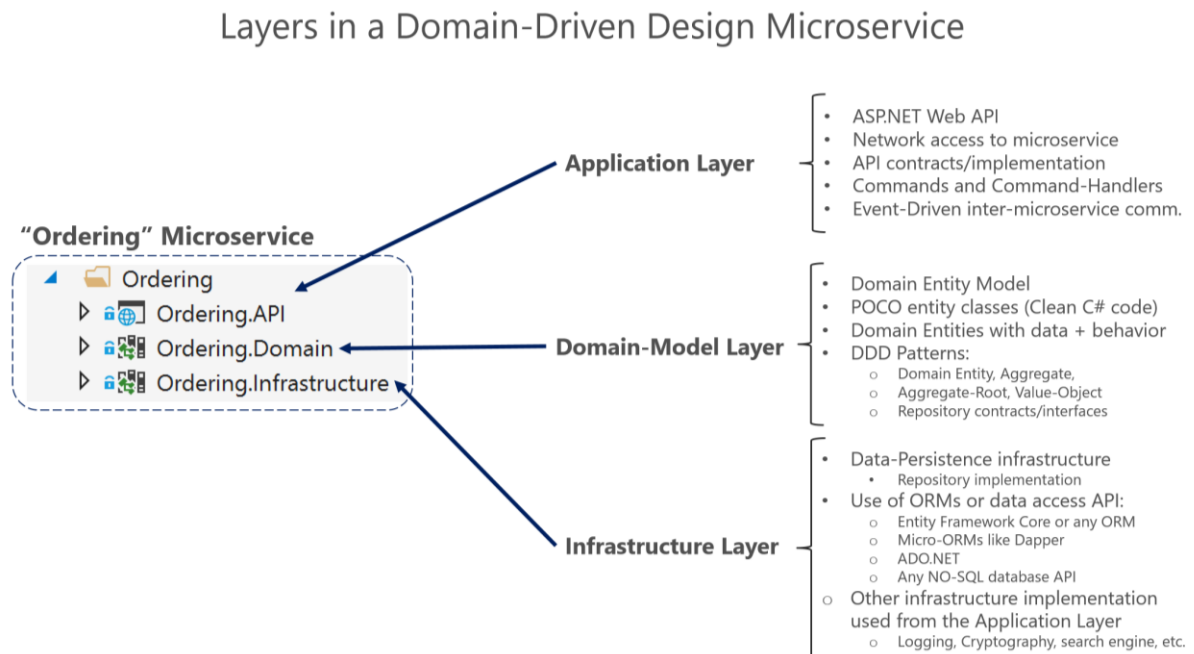 Layers in a Domain-Driven Design Microservice
Application Layer
• ASP.NET Web API
• Network access to microservice
• API contracts/implementation
• Commands and Command-Handlers
• Event-Driven inter-microservice comm.
“Ordering” Microservice
Ordering
Ordering.API
Ordering.Domain
Ordering.Infrastructure
Domain-Model Layer
• Domain Entity Model
• POCO entity classes (Clean C# code)
• Domain Entities with data + behavior
• DDD Patterns:
o Domain Entity, Aggregate,
o Aggregate-Root, Value-Object
o Repository contracts/interfaces
Infrastructure Layer
• Data-Persistence infrastructure
• Repository implementation
• Use of ORMs or data access API:
o Entity Framework Core or any ORM
o Micro-ORMs like Dapper
o ADO.NET
o Any NO-SQL database API
o Other infrastructure implementation
used from the Application Layer
o Logging, Cryptography, search engine, etc.